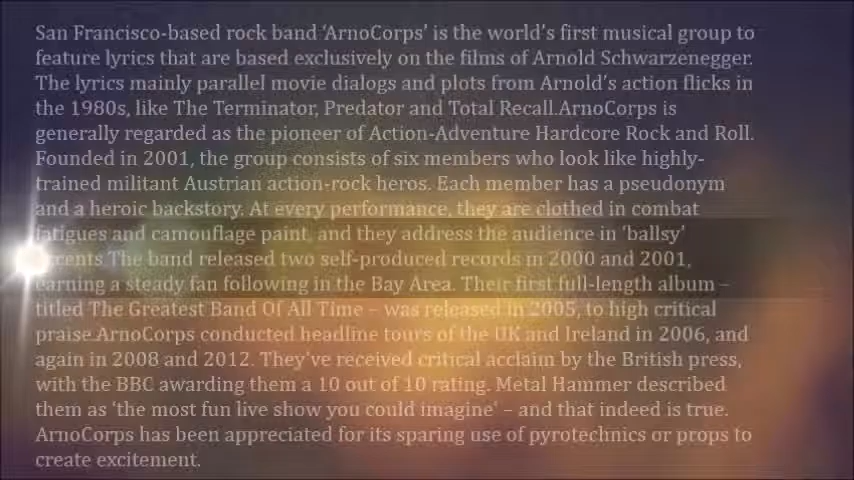 San Francisco-based rock band ‘ArnoCorps’ is the world’s first musical group to
feature lyrics that are based exclusively on the films of Arnold Schwarzenegger.
The lyrics mainly parallel movie dialogs and plots from Arnold’s action flicks in
the 1980s, like The Terminator, Predator and Total Recall.ArnoCorps is
generally regarded as the pioneer of Action-Adventure Hardcore Rock and Roll.
Founded in 2001, the group consists of six members who look like highly-
trained militant Austrian action-rock heros. Each member has a pseudonym
and a heroic backstory. At every performance, they are clothed in combat
fatigues and camouflage paint, and they address the audience in ‘ballsy’
accents.The band released two self-produced records in 2000 and 2001,
earning a steady fan following in the Bay Area. Their first full-length album –
titled The Greatest Band Of All Time – was released in 2005, to high critical
praise.ArnoCorps conducted headline tours of the UK and Ireland in 2006, and
again in 2008 and 2012. They’ve received critical acclaim by the British press,
with the BBC awarding them a 10 out of 10 rating. Metal Hammer described
them as ‘the most fun live show you could imagine’ – and that indeed is true.
ArnoCorps has been appreciated for its sparing use of pyrotechnics or props to
create excitement.